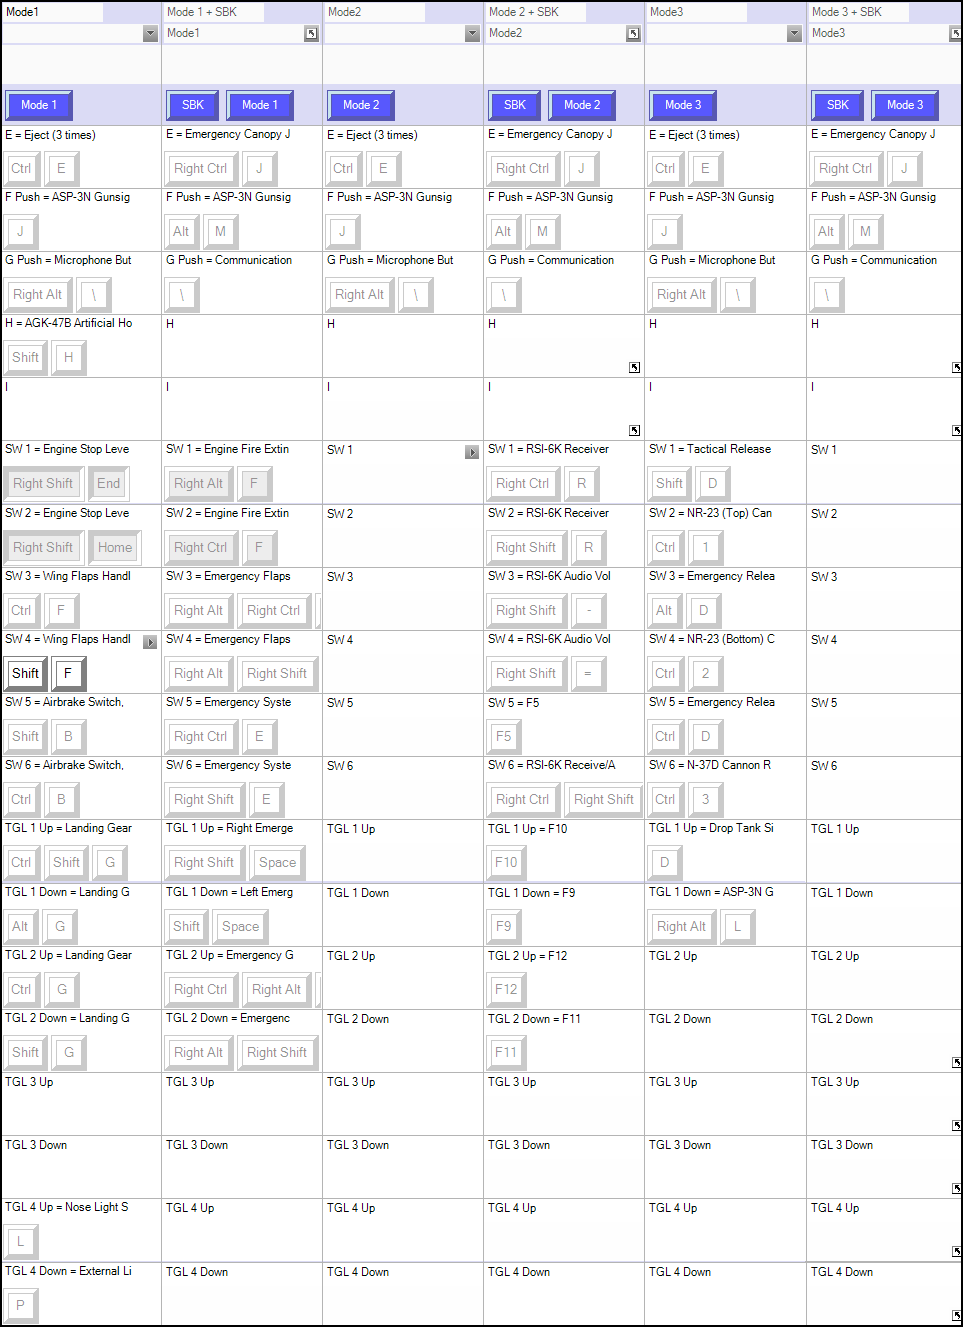 Mode1 Mode 1 + SBK Mode2 Mode 2 + SBK Mode3 Mode 3 + SBK
Mode1 Mode2 Mode3
Mode 1 SBK Mode 1 Mode 2 SBK Mode 2 Mode 3 SBK Mode 3
E = Eject (3 times) E = Emergency Canopy J E = Eject (3 times) E = Emergency Canopy J E = Eject (3 times) E = Emergency Canopy J
Ctrl E Right Ctrl J Ctrl E Right Ctrl J Ctrl E Right Ctrl J
F Push = ASP-3N Gunsig F Push = ASP-3N Gunsig F Push = ASP-3N Gunsig F Push = ASP-3N Gunsig F Push = ASP-3N Gunsig F Push = ASP-3N Gunsig
J Alt M J Alt M J Alt M
G Push = Microphone But G Push = Communication G Push = Microphone But G Push = Communication G Push = Microphone But G Push = Communication
Right Alt \ \ Right Alt \ \ Right Alt \ \
H = AGK-47B Artificial Ho H H H H H
Shift H
I I I I I I
SW 1 = Engine Stop Leve SW 1 = Engine Fire Extin SW 1 SW 1 = RSI-6K Receiver SW 1 = Tactical Release SW 1
Right Shift End Right Alt F Right Ctrl R Shift D
SW 2 = Engine Stop Leve SW 2 = Engine Fire Extin SW 2 SW 2 = RSI-6K Receiver SW 2 = NR-23 (Top) Can SW 2
Right Shift Home Right Ctrl F Right Shift R Ctrl 1
SW 3 = Wing Flaps Handl SW 3 = Emergency Flaps SW 3 SW 3 = RSI-6K Audio Vol SW 3 = Emergency Relea SW 3
Ctrl F Right Alt Right Ctrl Right Shift - Alt D
SW 4 = Wing Flaps Handl SW 4 = Emergency Flaps SW 4 SW 4 = RSI-6K Audio Vol SW 4 = NR-23 (Bottom) C SW 4
Shift F Right Alt Right Shift Right Shift = Ctrl 2
SW 5 = Airbrake Switch, SW 5 = Emergency Syste SW 5 SW 5 = F5 SW 5 = Emergency Relea SW 5
Shift B Right Ctrl E F5 Ctrl D
SW 6 = Airbrake Switch, SW 6 = Emergency Syste SW 6 SW 6 = RSI-6K Receive/A SW 6 = N-37D Cannon R SW 6
Ctrl B Right Shift E Right Ctrl Right Shift Ctrl 3
TGL 1 Up = Landing Gear TGL 1 Up = Right Emerge TGL 1 Up TGL 1 Up = F10 TGL 1 Up = Drop Tank Si TGL 1 Up
Ctrl Shift G Right Shift Space F10 D
TGL 1 Down = Landing G TGL 1 Down = Left Emerg TGL 1 Down TGL 1 Down = F9 TGL 1 Down = ASP-3N G TGL 1 Down
Alt G Shift Space F9 Right Alt L
TGL 2 Up = Landing Gear TGL 2 Up = Emergency G TGL 2 Up TGL 2 Up = F12 TGL 2 Up TGL 2 Up
Ctrl G Right Ctrl Right Alt F12
TGL 2 Down = Landing G TGL 2 Down = Emergenc TGL 2 Down TGL 2 Down = F11 TGL 2 Down TGL 2 Down
Shift G Right Alt Right Shift F11
TGL 3 Up TGL 3 Up TGL 3 Up TGL 3 Up TGL 3 Up TGL 3 Up
TGL 3 Down TGL 3 Down TGL 3 Down TGL 3 Down TGL 3 Down TGL 3 Down
TGL 4 Up = Nose Light S TGL 4 Up TGL 4 Up TGL 4 Up TGL 4 Up TGL 4 Up
L
TGL 4 Down = External Li TGL 4 Down TGL 4 Down TGL 4 Down TGL 4 Down TGL 4 Down
P